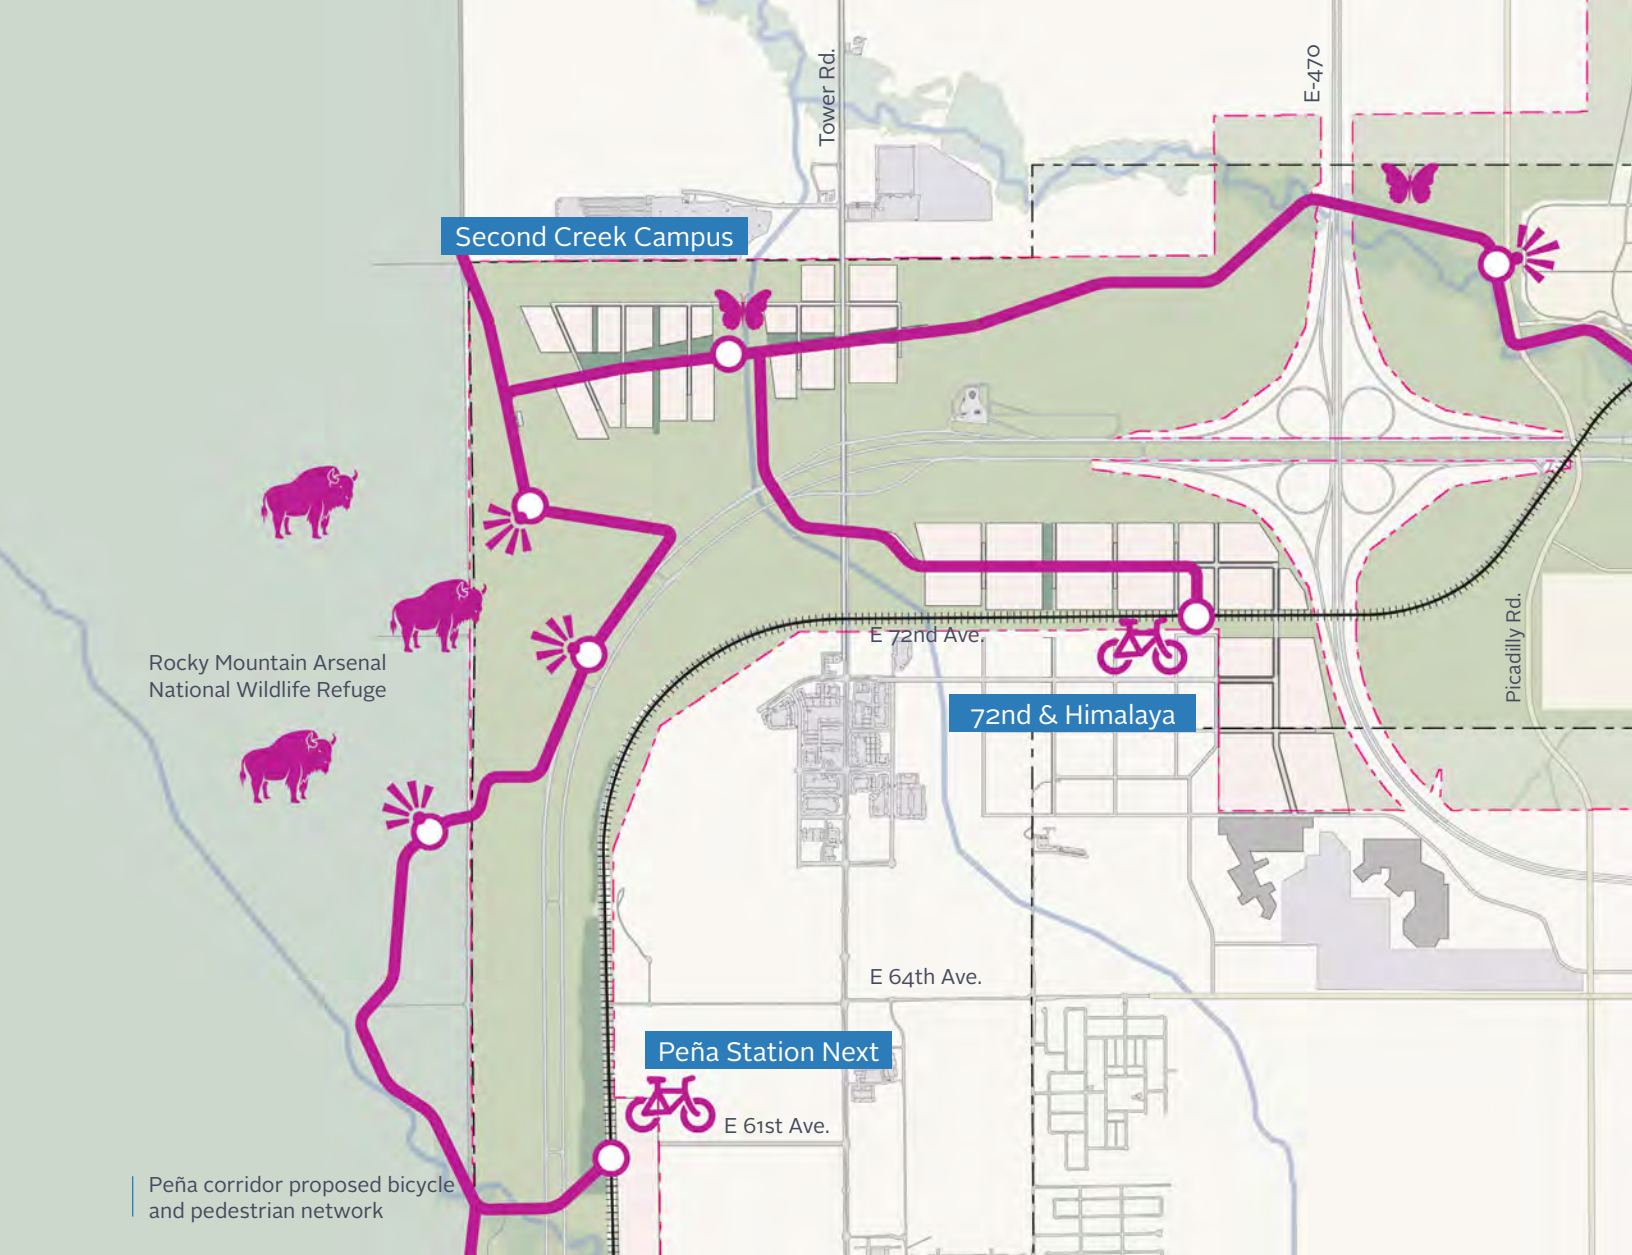 Tower Rd.
E-470
Second Creek Campus
E 72nd Ave.
Picadilly Rd.
Rocky Mountain Arsenal
National Wildlife Refuge
72nd & Himalaya
E 64th Ave.
Peña Station Next
E 61st Ave.
Peña corridor proposed bicycle
and pedestrian network